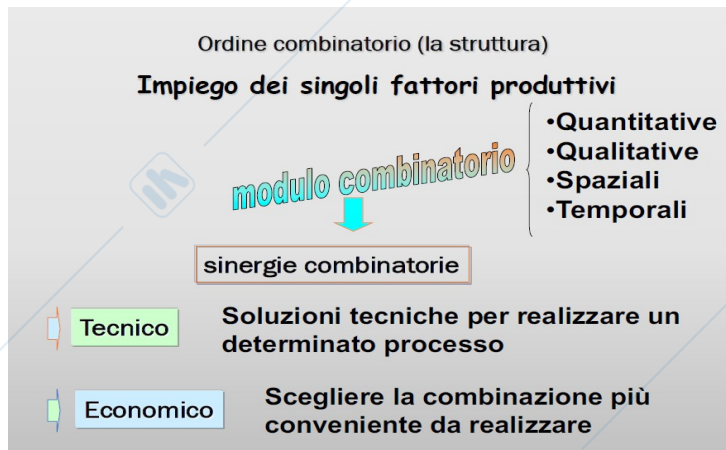 Ordine combinatorio (la struttura)
Impiego dei singoli fattori produttivi
modulo combinatorio
•Quantitative
•Qualitative
•Spaziali
•Temporali
sinergie combinatorie
Tecnico
Soluzioni tecniche per realizzare un
determinato processo
Economico
Scegliere la combinazione più
conveniente da realizzare